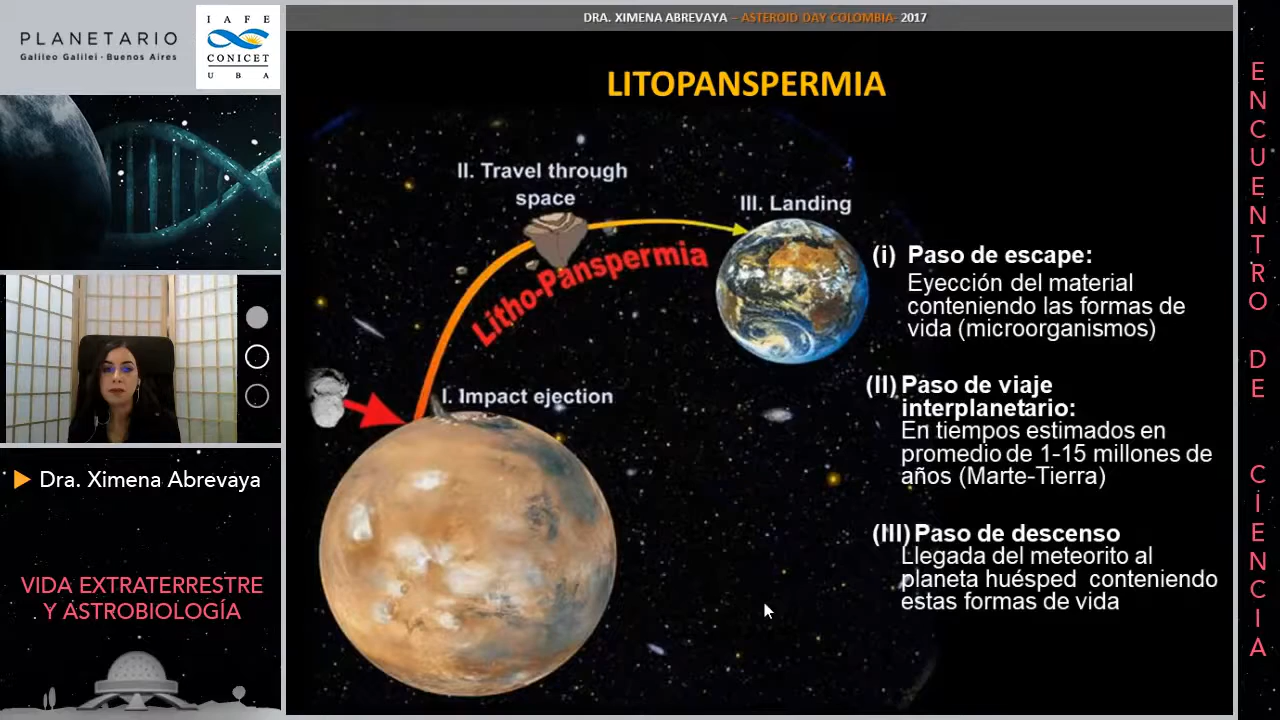 PLANETARIO
Galileo Galilei · Buenos Aires
I A F E
CONICET
U B A
Dra. Ximena Abrevaya
VIDA EXTRATERRESTRE
Y ASTROBIOLOGÍA
DRA. XIMENA ABREVAYA – ASTEROID DAY COLOMBIA- 2017
LITOPANSPERMIA
II. Travel through
space
III. Landing
Litho-Panspermia
I. Impact ejection
(i) Paso de escape:
Eyección del material
conteniendo las formas de
vida (microorganismos)
(II) Paso de viaje
interplanetario:
En tiempos estimados en
promedio de 1-15 millones de
años (Marte-Tierra)
(III) Paso de descenso
Llegada del meteorito al
planeta huésped conteniendo
estas formas de vida
ENCUENTRO DE CIENCIA